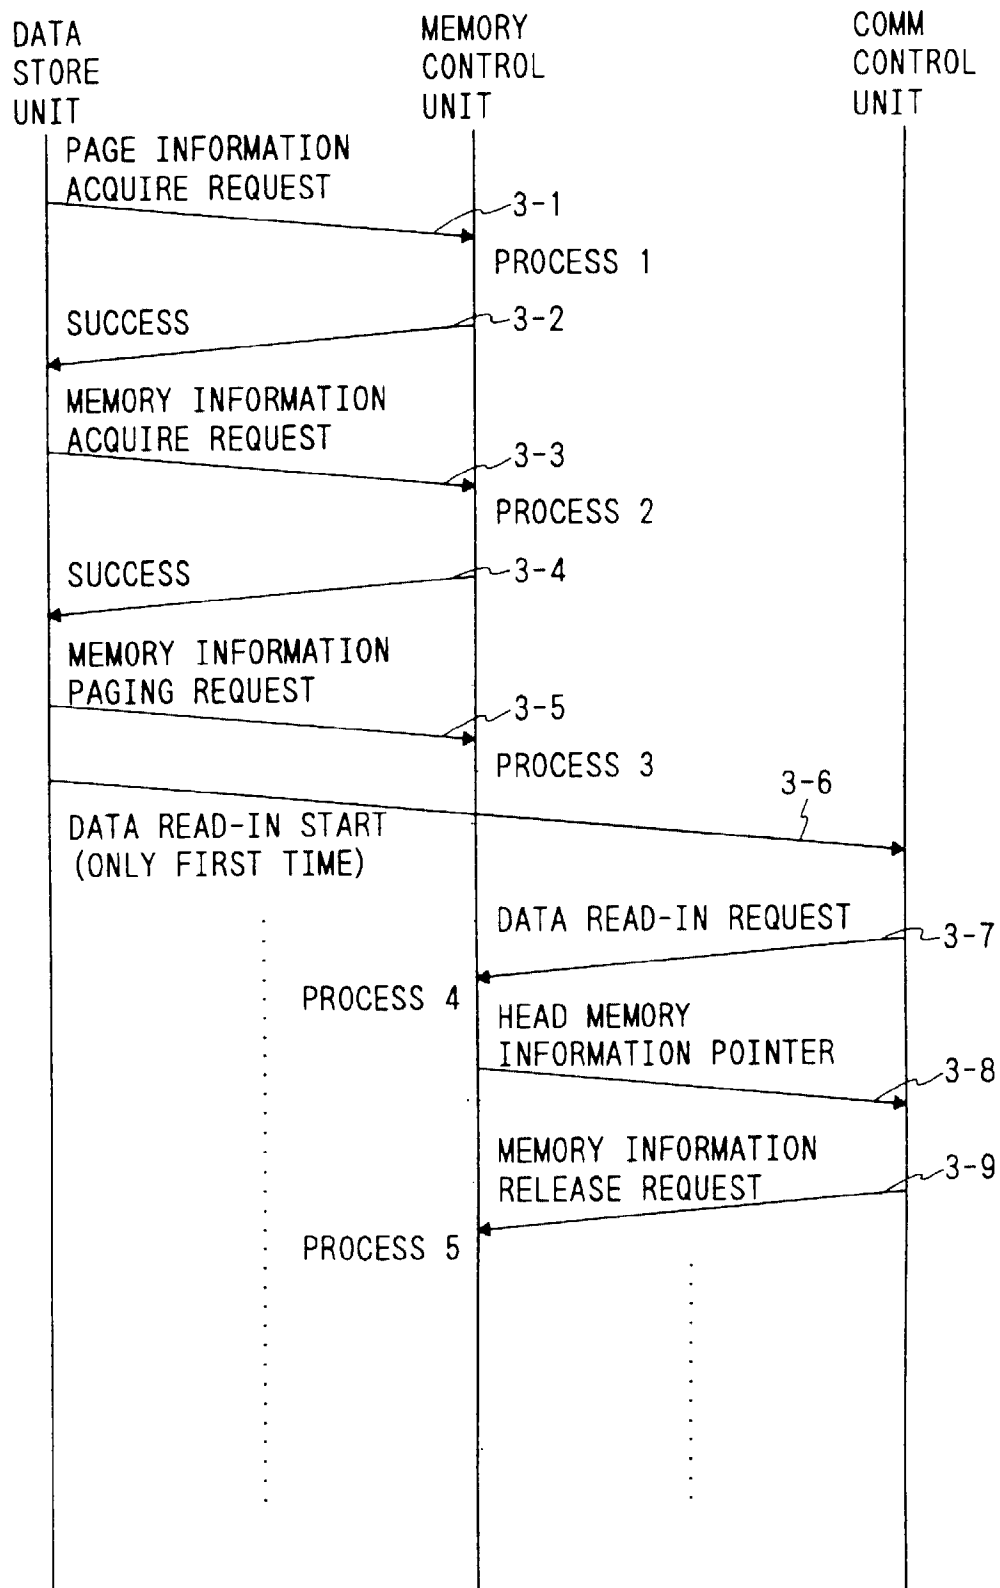 DATA
STORE
UNIT
MEMORY
CONTROL
UNIT
COMM
CONTROL
UNIT
PAGE INFORMATION
ACQUIRE REQUEST
3-1
PROCESS 1
SUCCESS
3-2
MEMORY INFORMATION
ACQUIRE REQUEST
3-3
PROCESS 2
SUCCESS
3-4
MEMORY INFORMATION
PAGING REQUEST
3-5
PROCESS 3
3-6
DATA READ-IN START
(ONLY FIRST TIME)
DATA READ-IN REQUEST
3-7
PROCESS 4
HEAD MEMORY
INFORMATION POINTER
3-8
MEMORY INFORMATION
RELEASE REQUEST
3-9
PROCESS 5